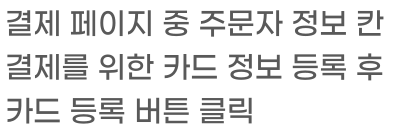 결제 페이지 중 주문자 정보 칸
결제를 위한 카드 정보 등록 후
카드 등록 버튼 클릭